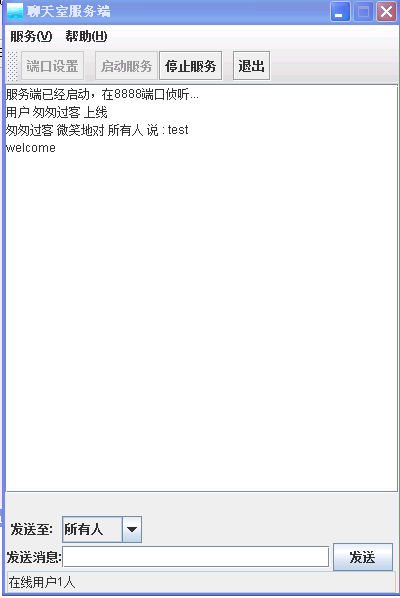 聊天室服务端
服务(V) 帮助(H)
端口设置 启动服务 停止服务 退出
服务端已经启动，在8888端口侦听...
用户 匆匆过客 上线
匆匆过客 微笑地对 所有人 说 : test
welcome
发送至: 所有人
发送消息: 发送
在线用户1人